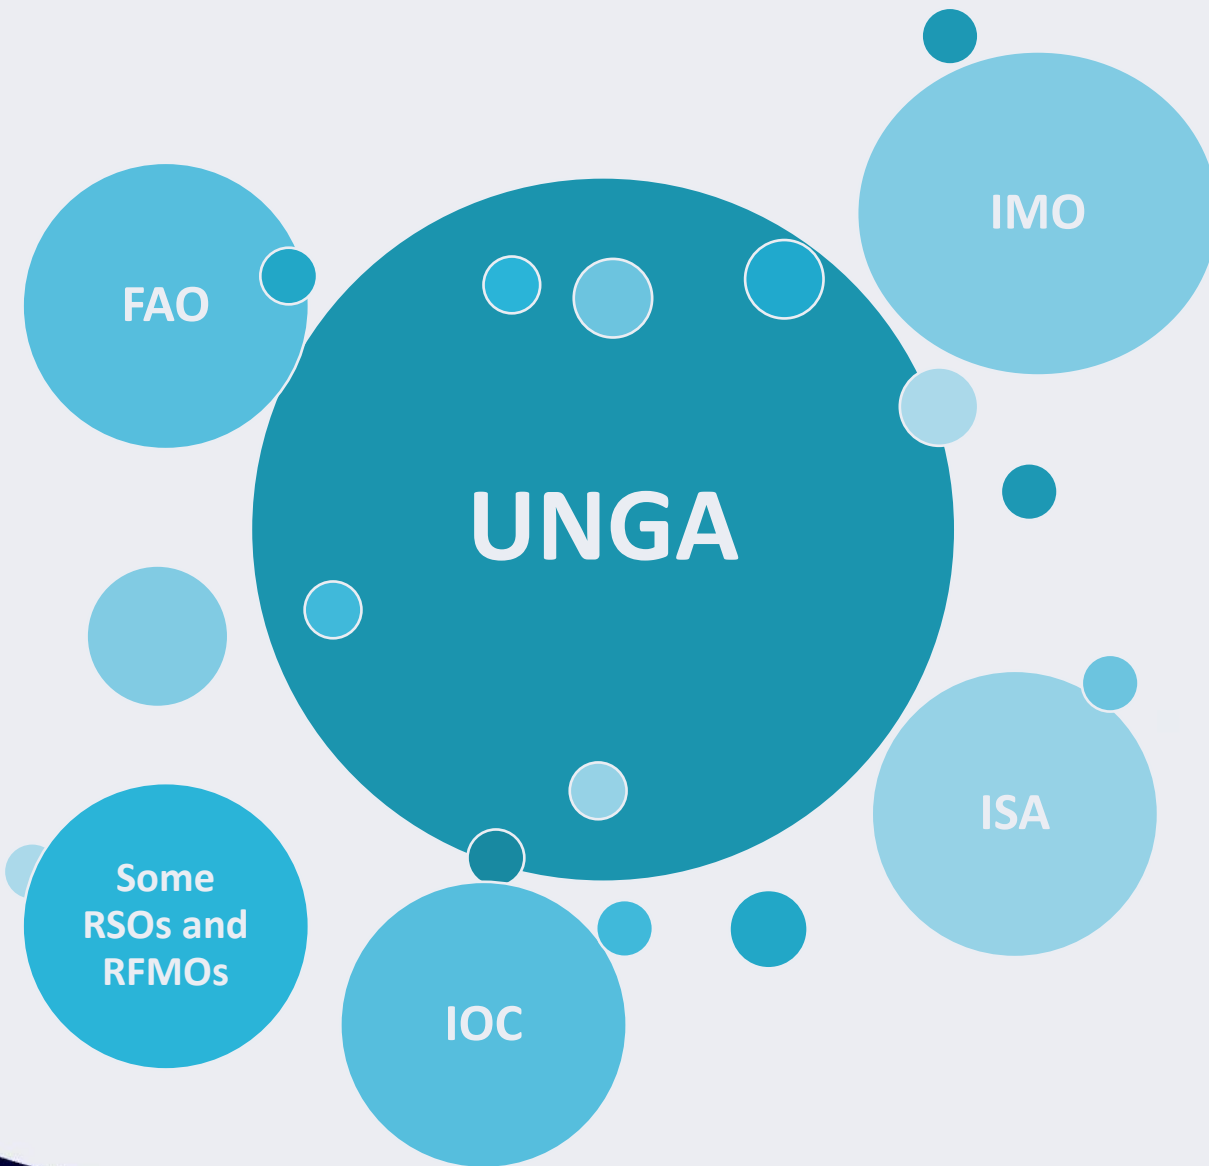 IMO
FAO
UNGA
ISA
Some
RSOs and
RFMOs
IOC